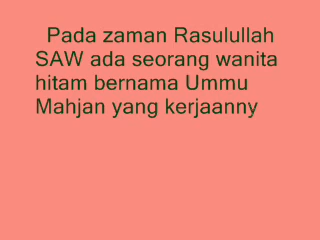 Pada zaman Rasulullah
SAW ada seorang wanita
hitam bernama Ummu
Mahjan yang kerjaanny